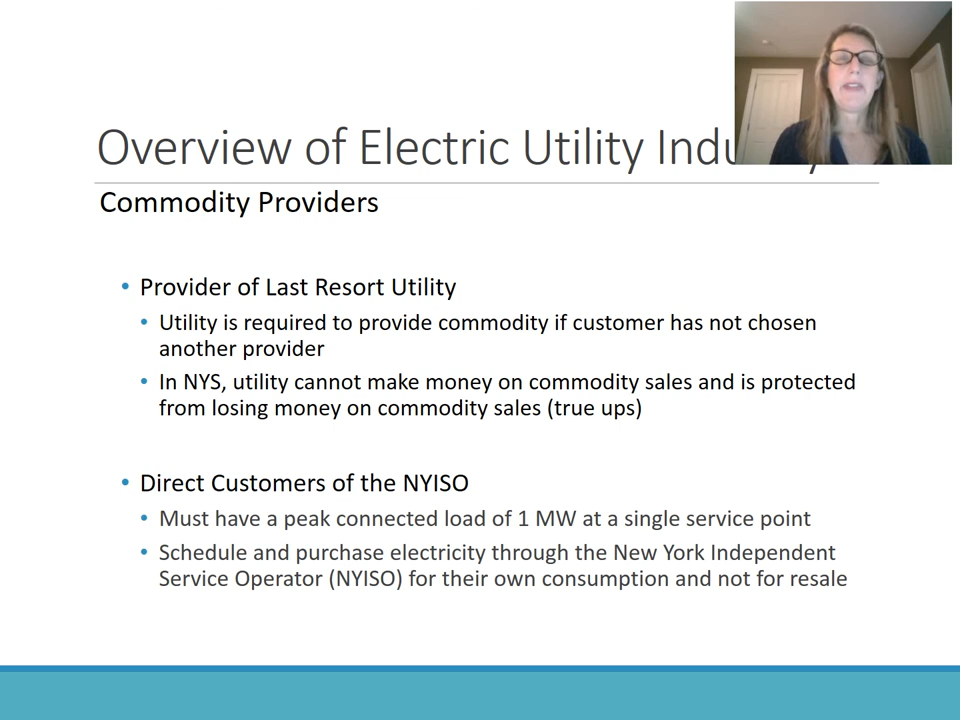 Overview of Electric Utility
Commodity Providers
• Provider of Last Resort Utility
• Utility is required to provide commodity if customer has not chosen
another provider
• In NYS, utility cannot make money on commodity sales and is protected
from losing money on commodity sales (true ups)
• Direct Customers of the NYISO
• Must have a peak connected load of 1 MW at a single service point
• Schedule and purchase electricity through the New York Independent
Service Operator (NYISO) for their own consumption and not for resale